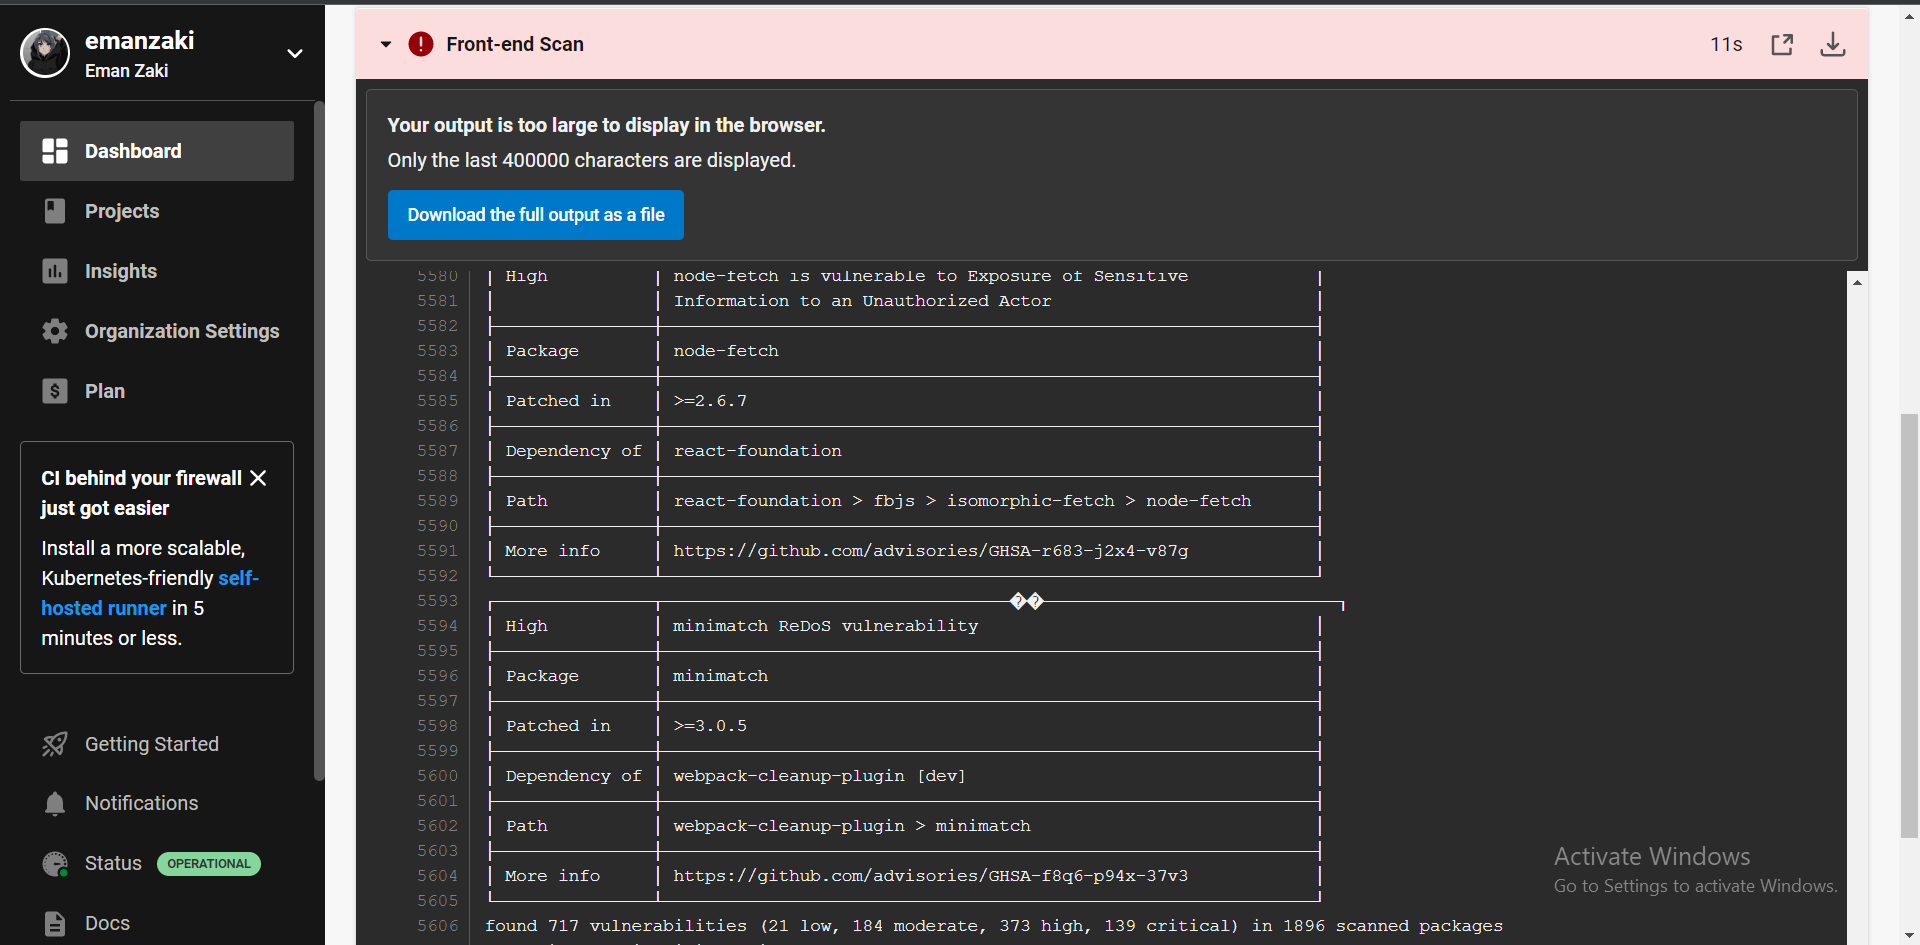 emanzaki
Eman Zaki
Dashboard
Projects
Insights
Organization Settings
Plan
CI behind your firewall
just got easier
Install a more scalable,
Kubernetes-friendly self-
hosted runner in 5
minutes or less.
Getting Started
Notifications
Status OPERATIONAL
Docs
Front-end Scan 11s
Your output is too large to display in the browser.
Only the last 400000 characters are displayed.
Download the full output as a file
5580 High node-fetch is vulnerable to Exposure of Sensitive
5581 Information to an Unauthorized Actor
5582
5583 Package node-fetch
5584
5585 Patched in >=2.6.7
5586
5587 Dependency of react-foundation
5588
5589 Path react-foundation > fbjs > isomorphic-fetch > node-fetch
5590
5591 More info https://github.com/advisories/GHSA-r683-j2x4-v87g
5592
5593 ��
5594 High minimatch ReDoS vulnerability
5595
5596 Package minimatch
5597
5598 Patched in >=3.0.5
5599
5600 Dependency of webpack-cleanup-plugin [dev]
5601
5602 Path webpack-cleanup-plugin > minimatch
5603
5604 More info https://github.com/advisories/GHSA-f8q6-p94x-37v3
5605
5606 found 717 vulnerabilities (21 low, 184 moderate, 373 high, 139 critical) in 1896 scanned packages
Activate Windows
Go to Settings to activate Windows.